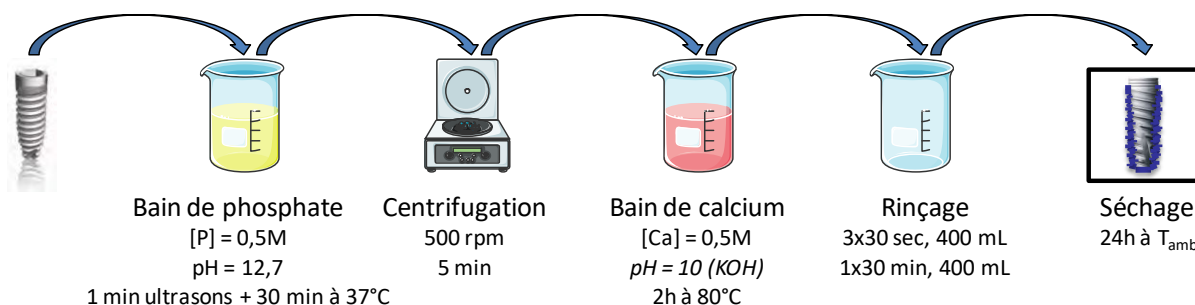 Bain de phosphate
[P] = 0,5M
pH = 12,7
1 min ultrasons + 30 min à 37°C
Centrifugation
500 rpm
5 min
Bain de calcium
[Ca] = 0,5M
pH = 10 (KOH)
2h à 80°C
Rinçage
3x30 sec, 400 mL
1x30 min, 400 mL
Séchage
24h à Tamb